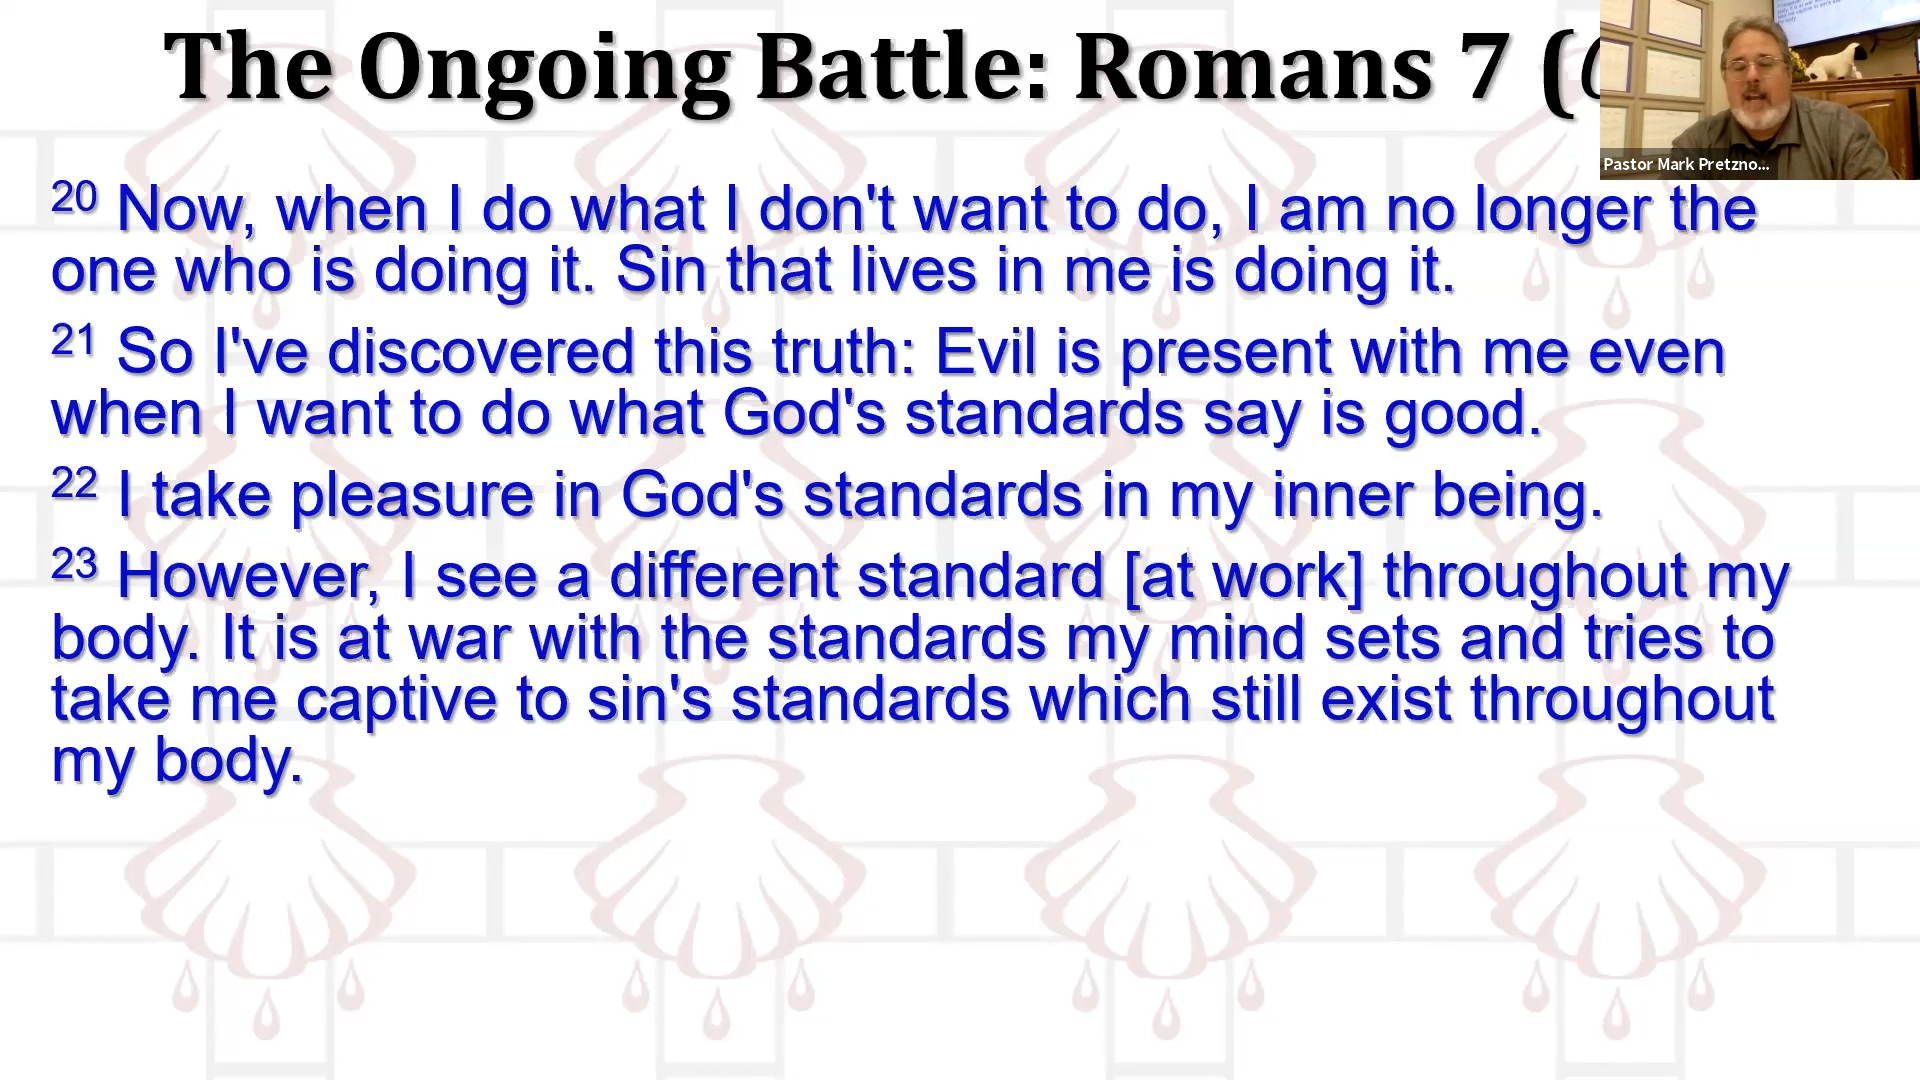 The Ongoing Battle: Romans 7 (
Pastor Mark Pretzno...
20 Now, when I do what I don't want to do, I am no longer the
one who is doing it. Sin that lives in me is doing it.
21 So I've discovered this truth: Evil is present with me even
when I want to do what God's standards say is good.
22 I take pleasure in God's standards in my inner being.
23 However, I see a different standard [at work] throughout my
body. It is at war with the standards my mind sets and tries to
take me captive to sin's standards which still exist throughout
my body.